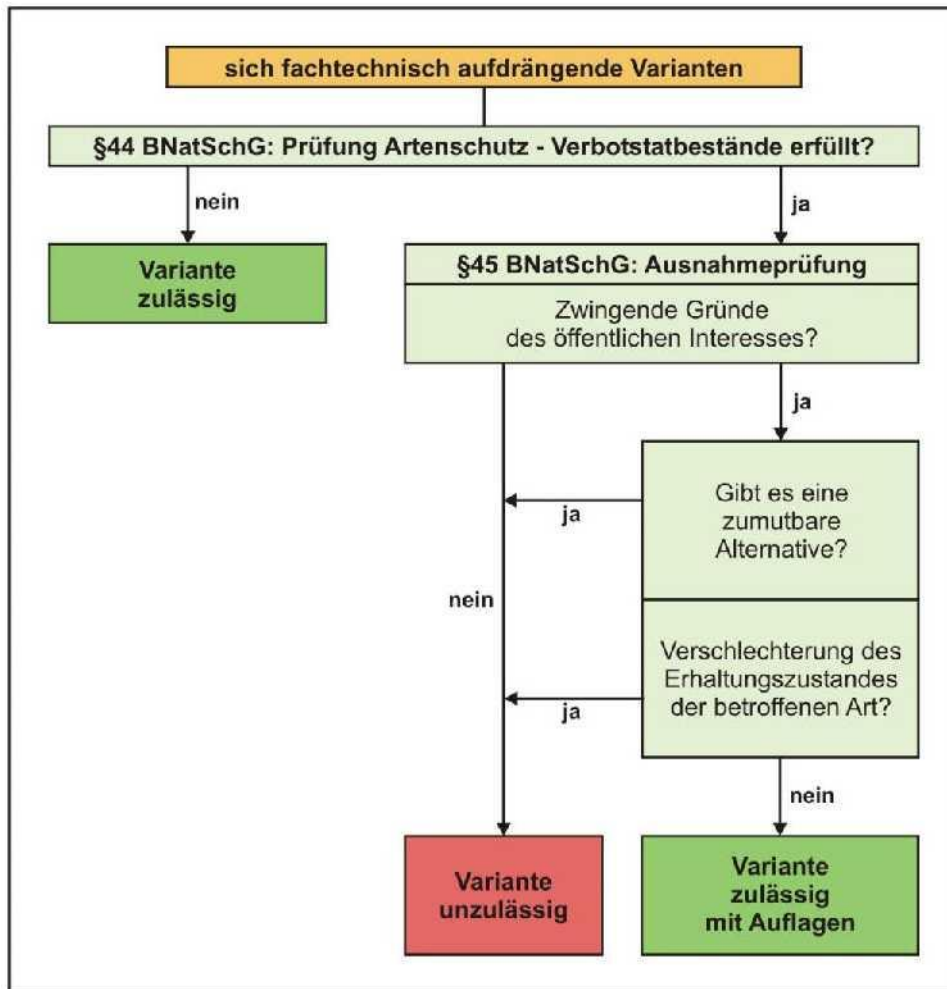 sich fachtechnisch aufdrängende Varianten
§44 BNatSchG: Prüfung Artenschutz - Verbotstatbestände erfüllt?
nein
ja
Variante
zulässig
§45 BNatSchG: Ausnahmeprüfung
Zwingende Gründe
des öffentlichen Interesses?
ja
Gibt es eine
zumutbare
Alternative?
ja
nein
Verschlechterung des
Erhaltungszustandes
der betroffenen Art?
ja
nein
Variante
unzulässig
Variante
zulässig
mit Auflagen